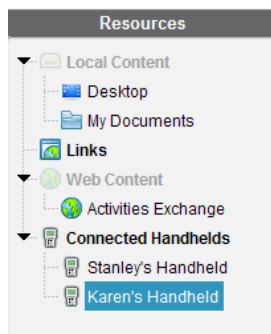 Resources
Local Content
Desktop
My Documents
Links
Web Content
Activities Exchange
Connected Handhelds
Stanley's Handheld
Karen's Handheld